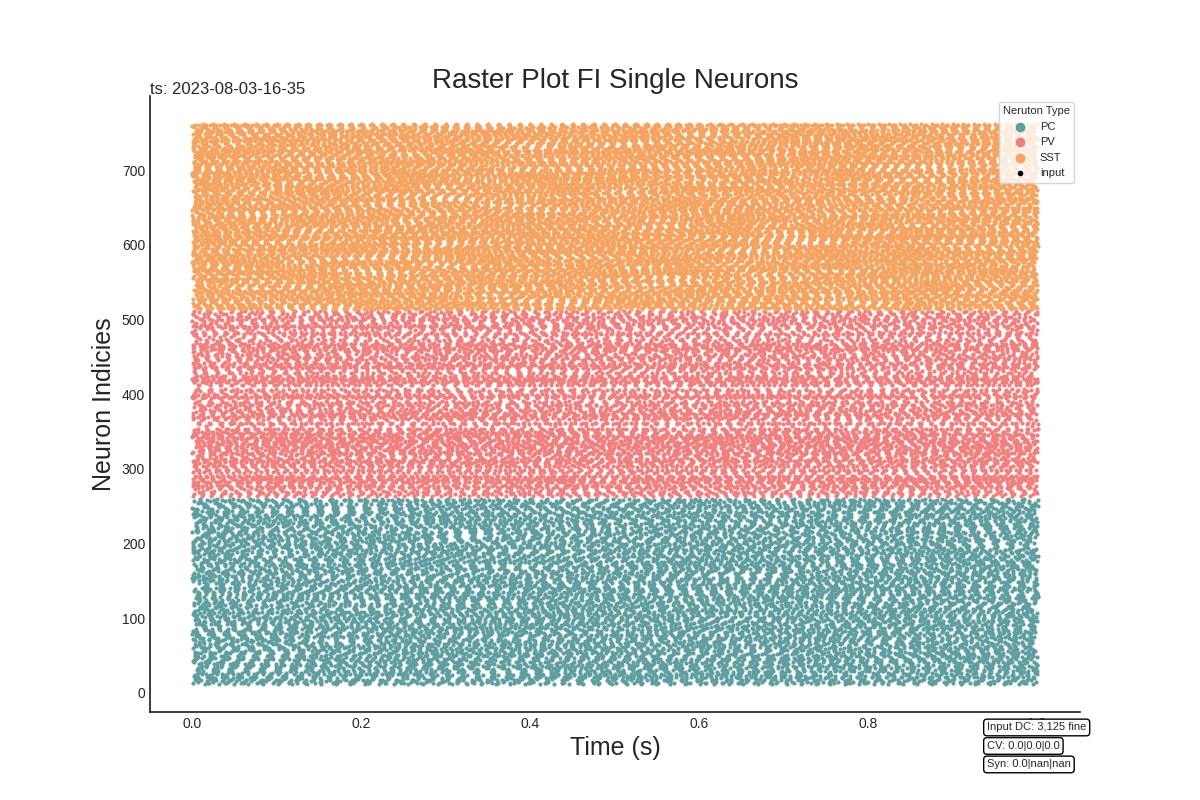 Raster Plot FI Single Neurons
ts: 2023-08-03-16-35
Neruton Type
PC
PV
SST
input
700
600
500
400
300
200
100
0
Neuron Indicies
0.0 0.2 0.4 0.6 0.8
Time (s)
Input DC: 3,125 fine
CV: 0.0|0.0|0.0
Syn: 0.0|nan|nan